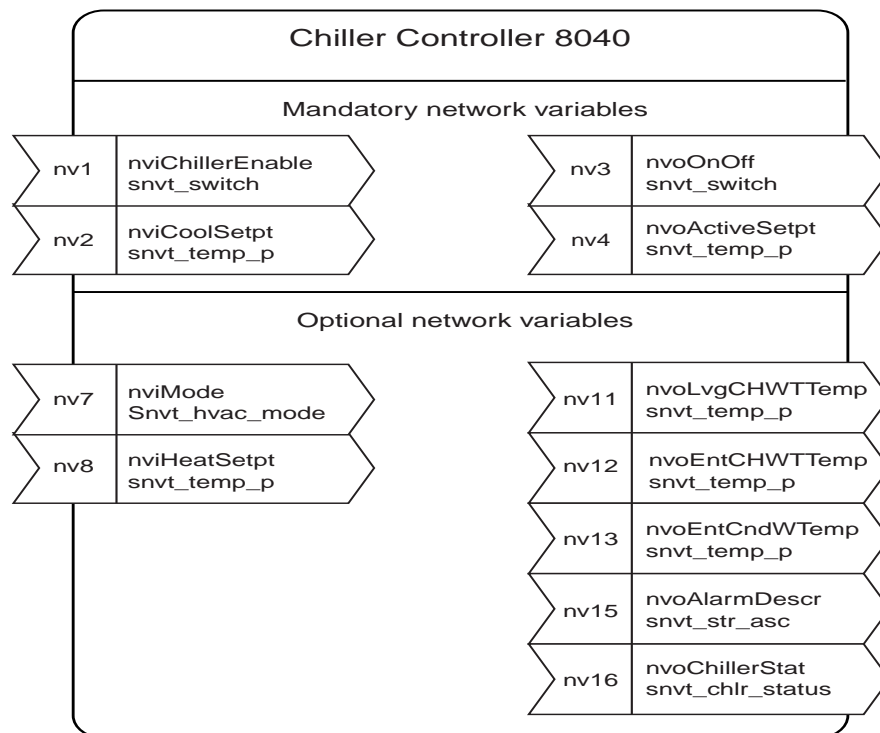 Chiller Controller 8040
Mandatory network variables
nv1
nviChillerEnable
snvt_switch
nv2
nviCoolSetpt
snvt_temp_p
nv3
nvoOnOff
snvt_switch
nv4
nvoActiveSetpt
snvt_temp_p
Optional network variables
nv7
nviMode
Snvt_hvac_mode
nv8
nviHeatSetpt
snvt_temp_p
nv11
nvoLvgCHWTTemp
snvt_temp_p
nv12
nvoEntCHWTTemp
snvt_temp_p
nv13
nvoEntCndWTemp
snvt_temp_p
nv15
nvoAlarmDescr
snvt_str_asc
nv16
nvoChillerStat
snvt_chlr_status